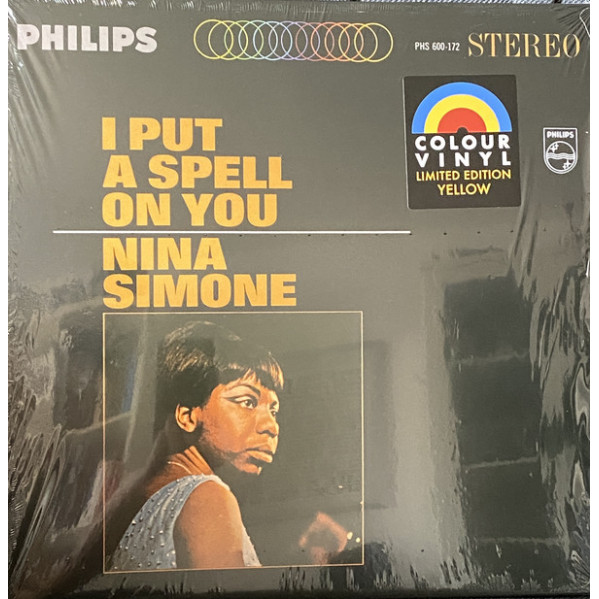 PHILIPS
PHS 600-172 STEREO
COLOUR
VINYL
LIMITED EDITION
YELLOW
PHILIPS
I PUT
A SPELL
ON YOU
NINA
SIMONE